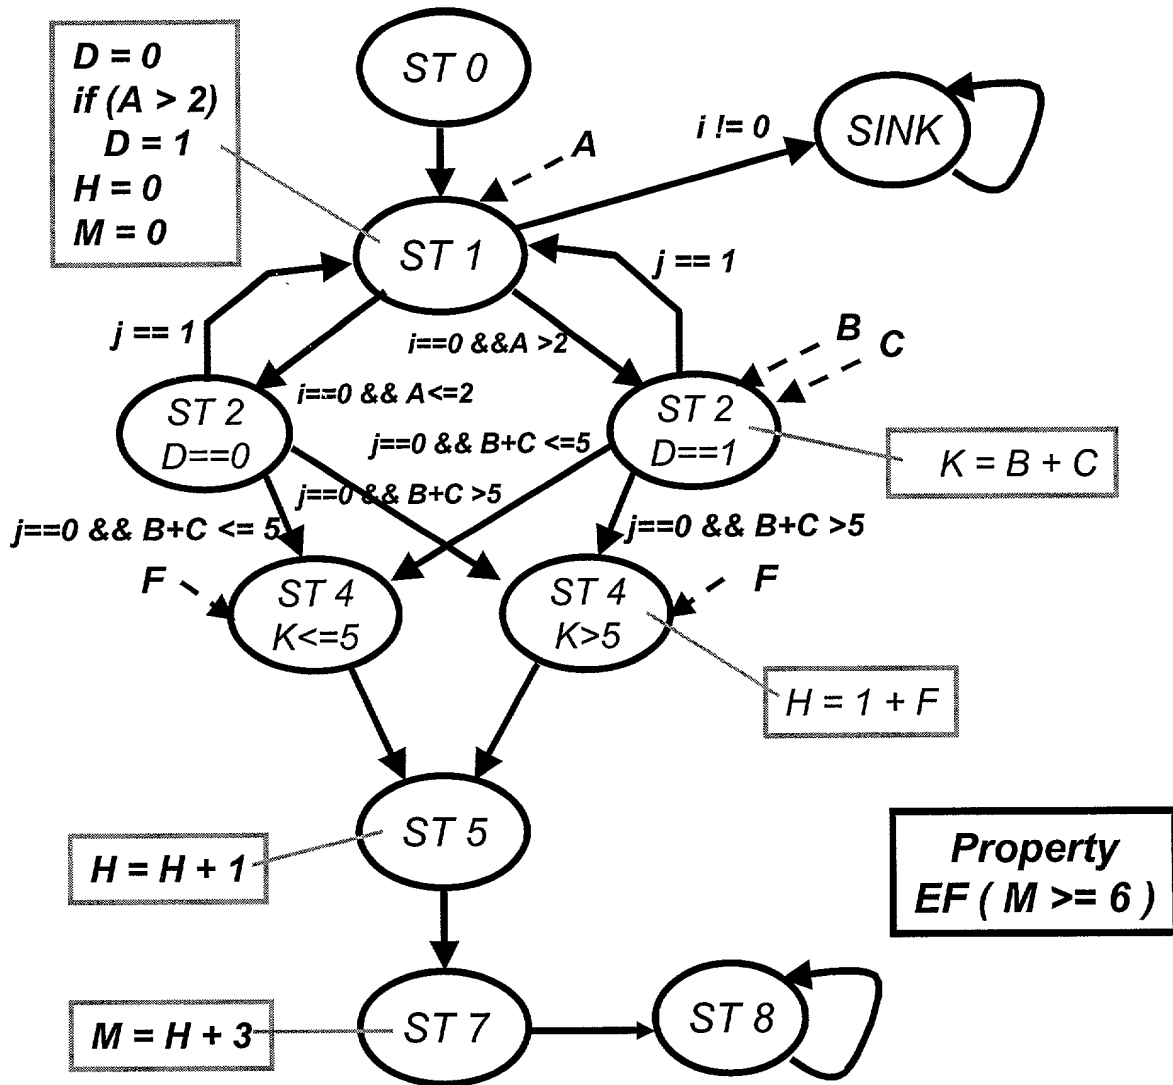 D = 0
if (A > 2)
D = 1
H = 0
M = 0
ST 0
i != 0
SINK
A
ST 1
j == 1
j == 1
i==0 &&A >2
B
C
i==0 && A<=2
ST 2
D==0
ST 2
D==1
j==0 && B+C <=5
K = B + C
j==0 && B+C >5
j==0 && B+C <= 5
j==0 && B+C >5
F
ST 4
K<=5
ST 4
K>5
F
H = 1 + F
ST 5
H = H + 1
Property
EF ( M >= 6 )
ST 7
M = H + 3
ST 8